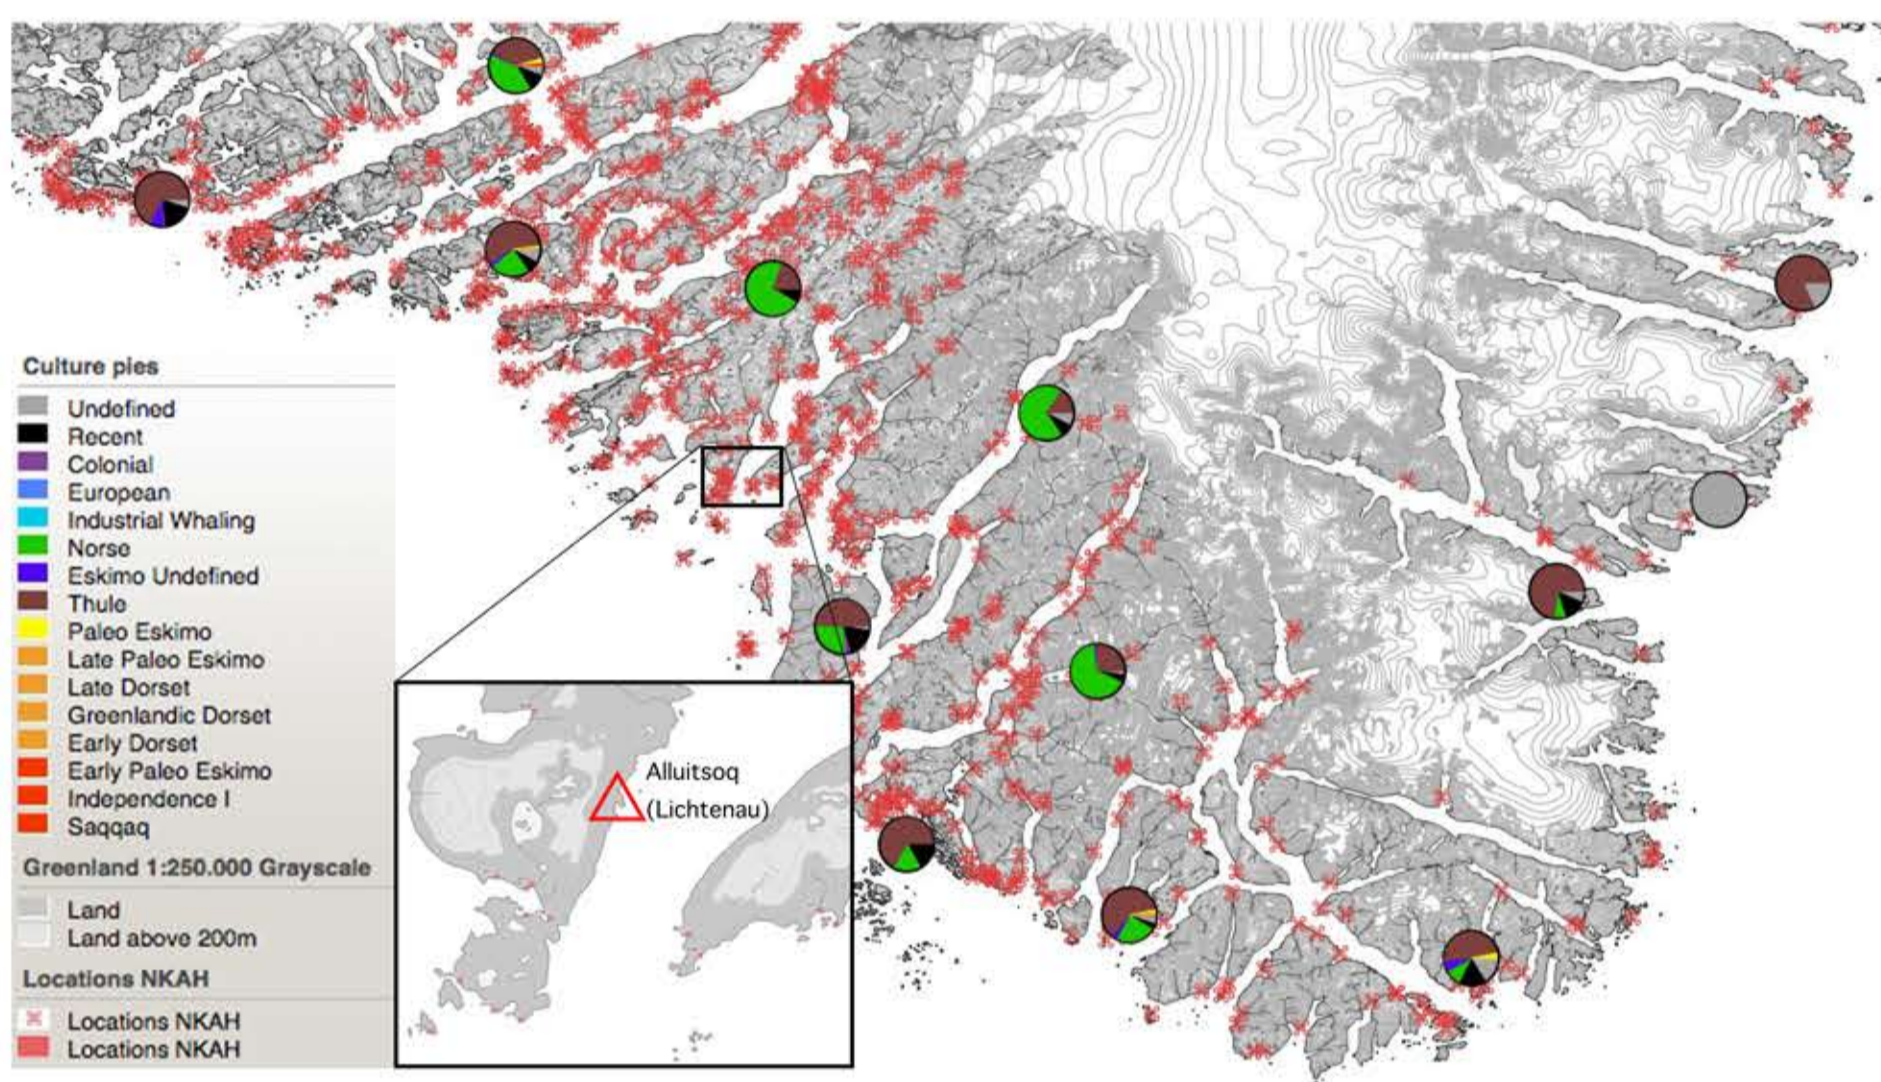 Culture pies
Undefined
Recent
Colonial
European
Industrial Whaling
Norse
Eskimo Undefined
Thule
Paleo Eskimo
Late Paleo Eskimo
Late Dorset
Greenlandic Dorset
Early Dorset
Early Paleo Eskimo
Independence I
Saqqaq
Greenland 1:250.000 Grayscale
Land
Land above 200m
Locations NKAH
Locations NKAH
Locations NKAH
Alluitsoq
(Lichtenau)